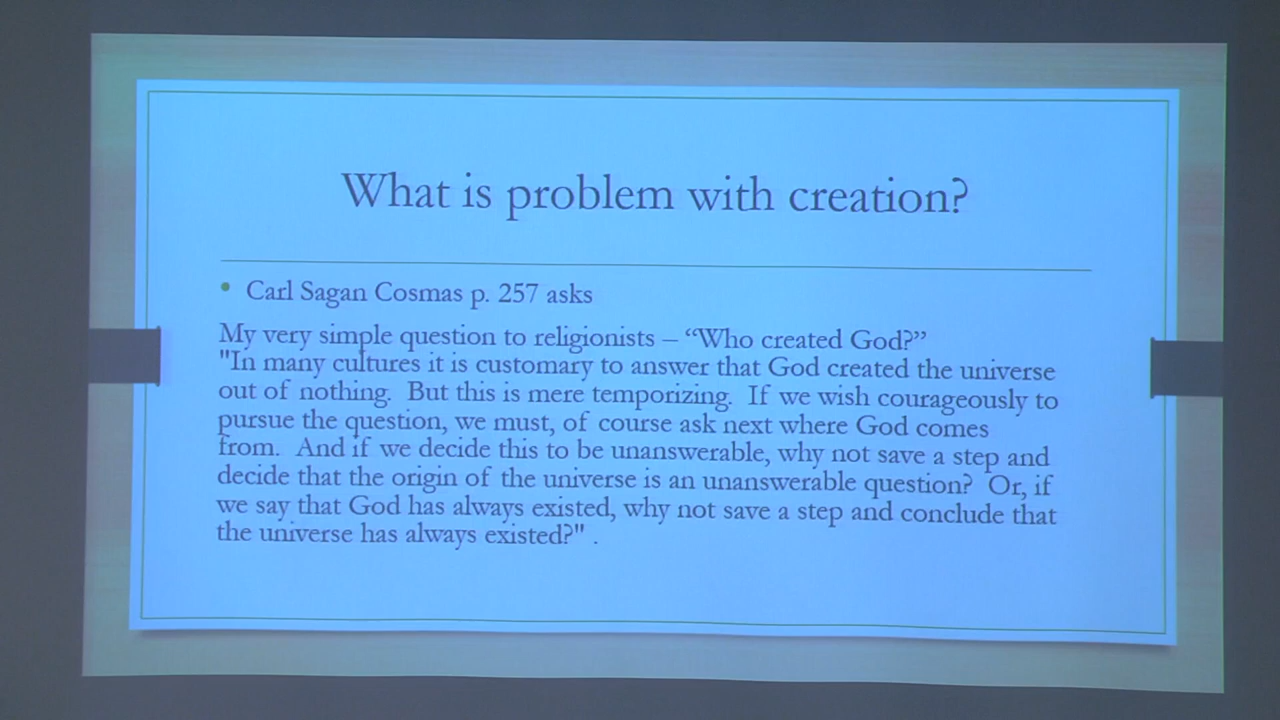 What is problem with creation?
• Carl Sagan Cosmas p. 257 asks
My very simple question to religionists – “Who created God?”
"In many cultures it is customary to answer that God created the universe
out of nothing.  But this is mere temporizing.  If we wish courageously to
pursue the question, we must, of course ask next where God comes
from.  And if we decide this to be unanswerable, why not save a step and
decide that the origin of the universe is an unanswerable question?  Or, if
we say that God has always existed, why not save a step and conclude that
the universe has always existed?" .